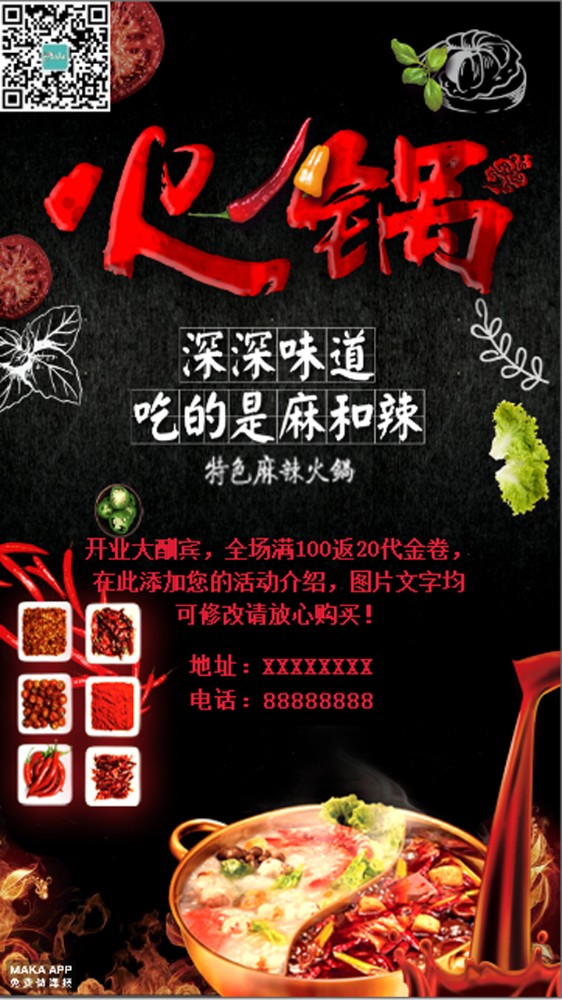 火锅
深深味道
吃的是麻和辣
特色麻辣火鍋
开业大酬宾，全场满100返20代金卷，
在此添加您的活动介绍，图片文字均
可修改请放心购买！
地址：XXXXXXXX
电话：88888888
MAKA APP